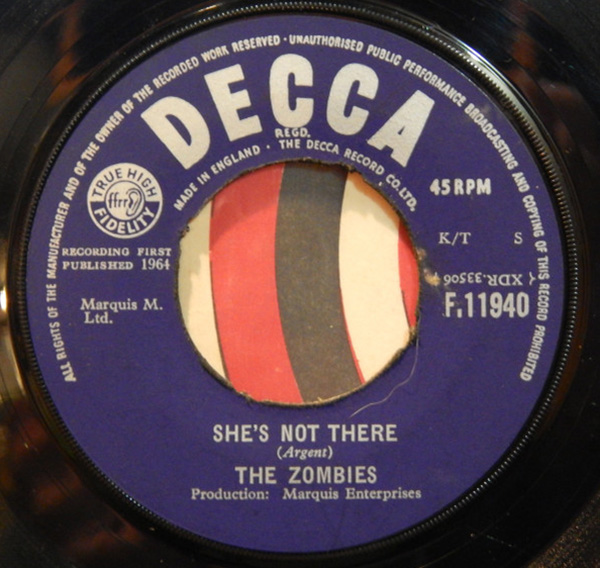 ALL RIGHTS OF THE MANUFACTURER AND OF THE OWNER OF THE RECORDED WORK RESERVED · UNAUTHORISED PUBLIC PERFORMANCE BROADCASTING AND COPYING OF THIS RECORD PROHIBITED
DECCA
REGD.
MADE IN ENGLAND · THE DECCA RECORD CO. LTD.
TRUE HIGH
ffrr
FIDELITY
45 RPM
K/T S
RECORDING FIRST
PUBLISHED 1964
XDR.33506
Marquis M.
Ltd.
F.11940
SHE'S NOT THERE
(Argent)
THE ZOMBIES
Production: Marquis Enterprises